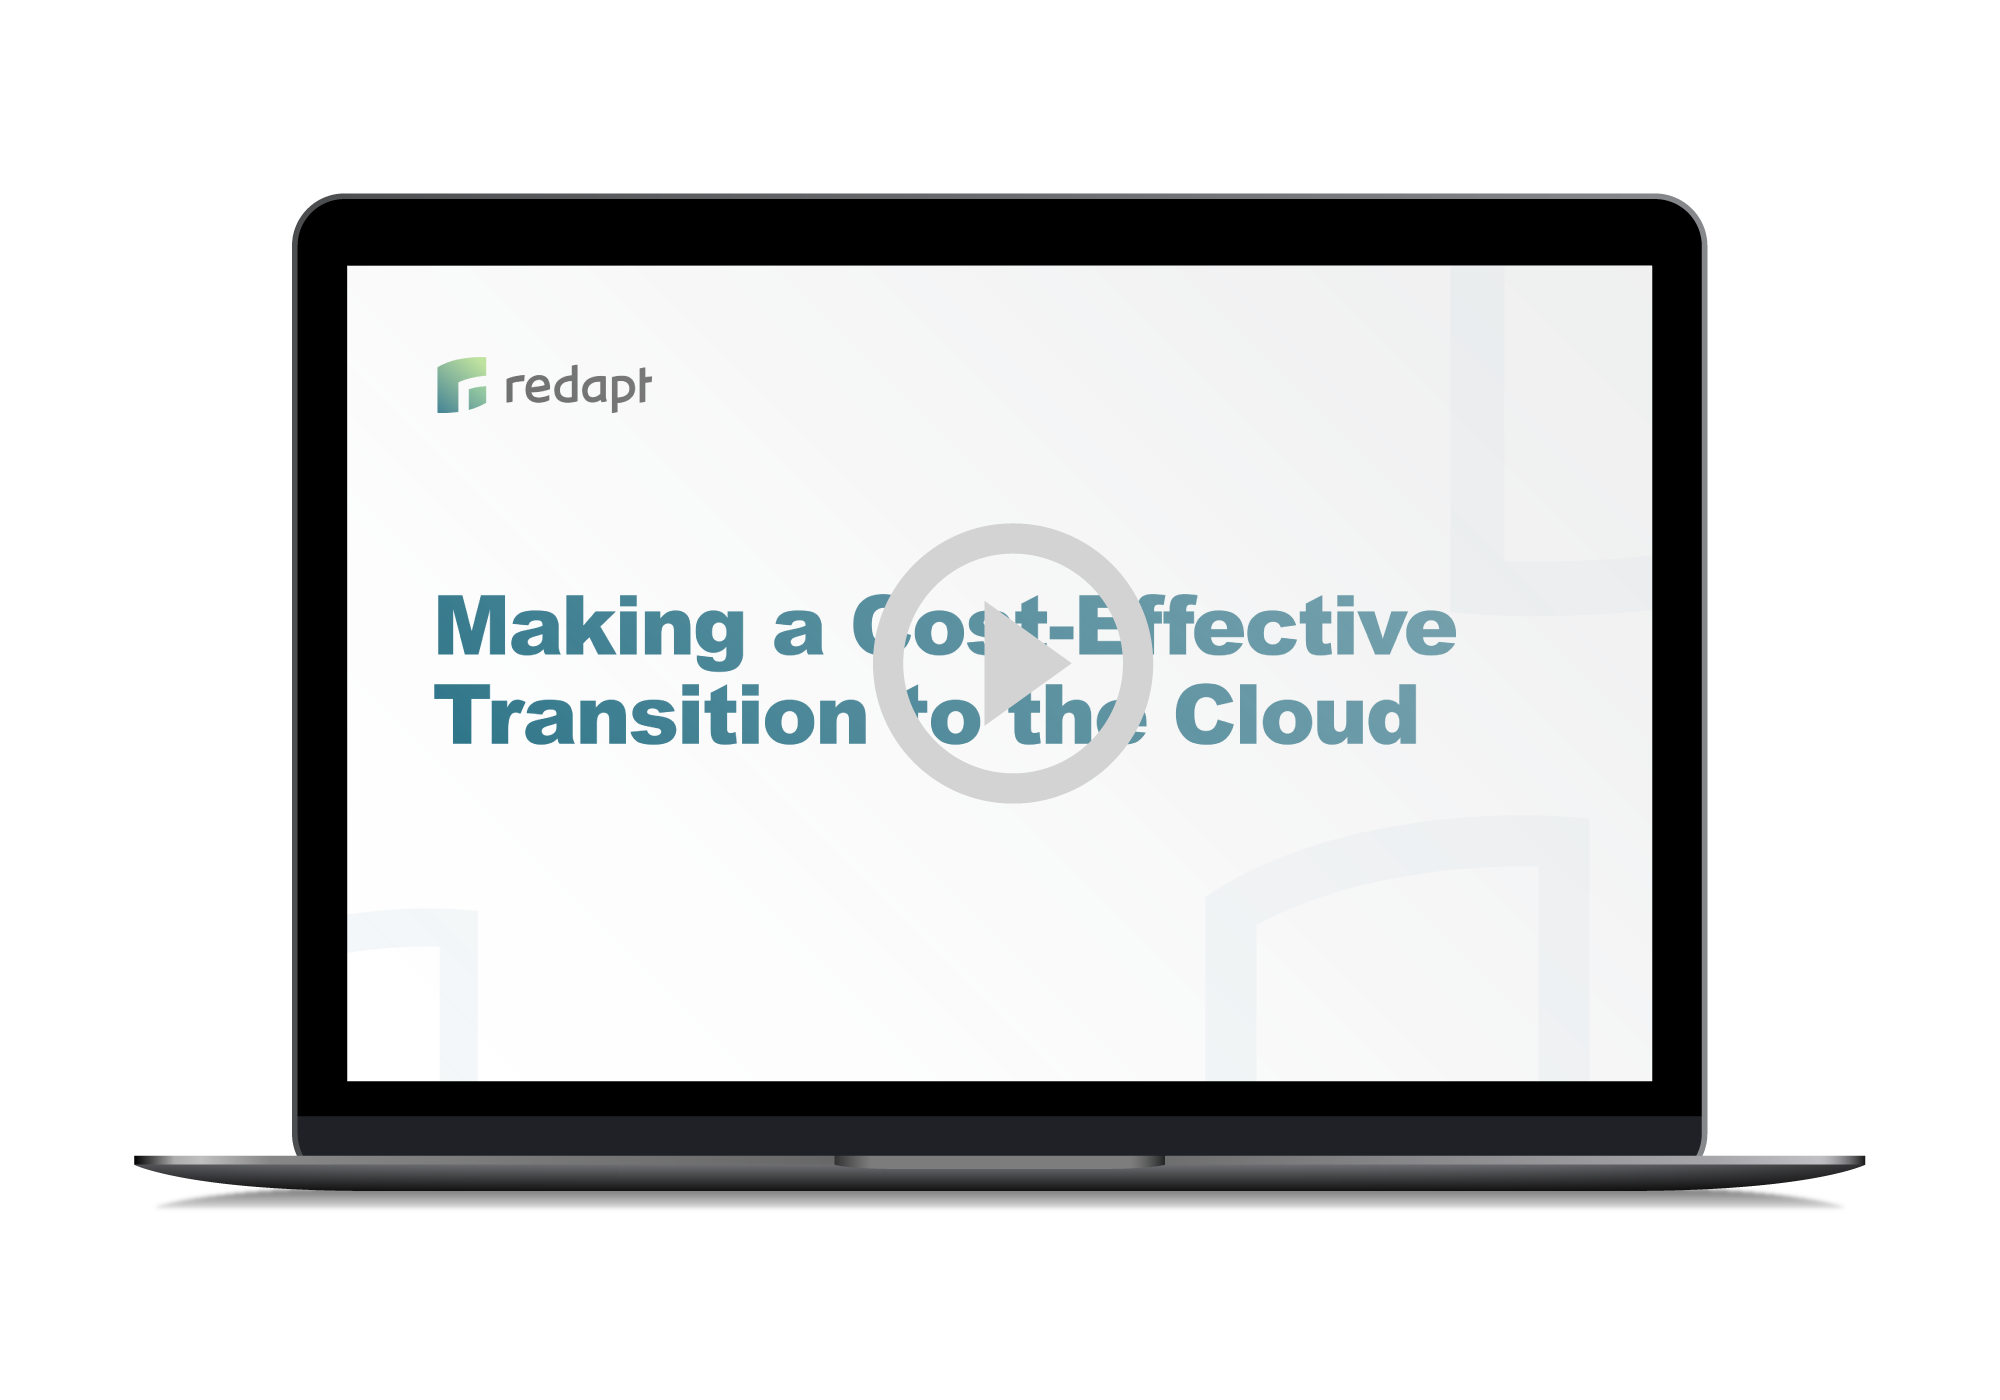 redapt
Making a Cost-Effective
Transition to the Cloud